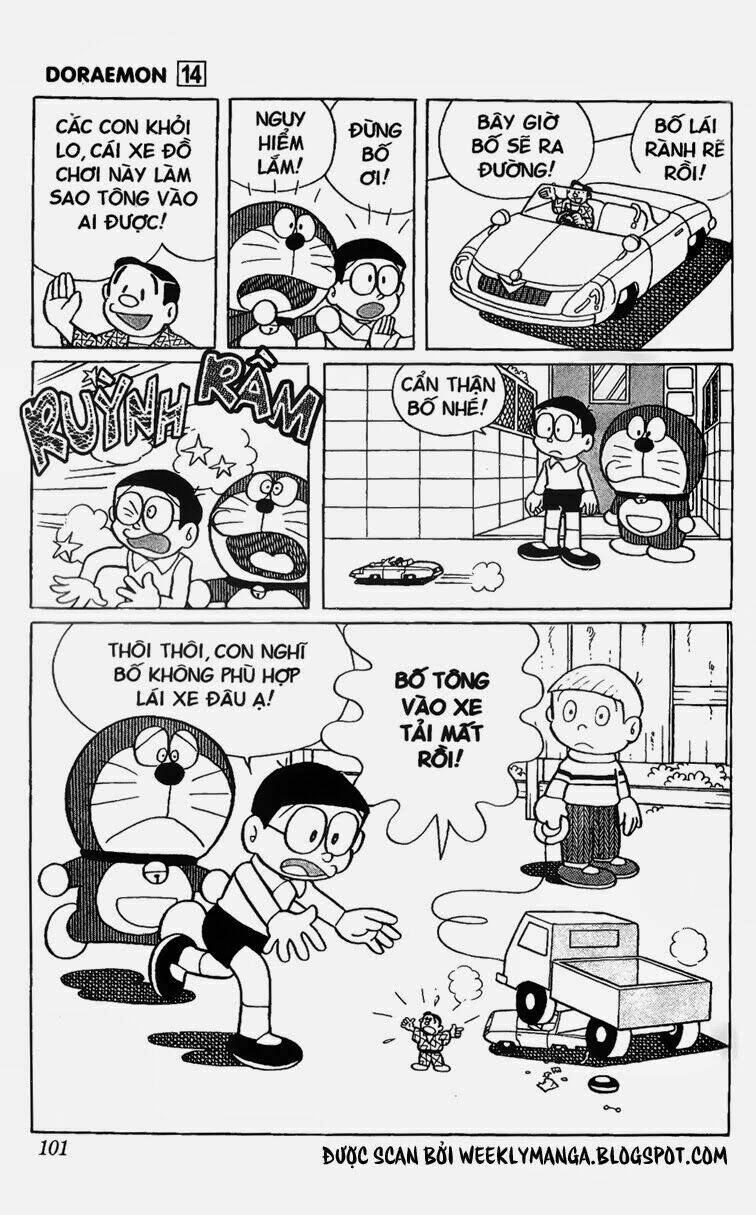 DORAEMON 14
BỐ LÁI
RÀNH RẼ
RỒI!
BÂY GIỜ
BỐ SẼ RA
ĐƯỜNG!
ĐỪNG
BỐ
ƠI!
NGUY
HIỂM
LẮM!
CÁC CON KHỎI
LO, CÁI XE ĐỒ
CHƠI NÀY LÀM
SAO TÔNG VÀO
AI ĐƯỢC!
CẨN THẬN
BỐ NHÉ!
RUỲNH
RẦM
BỐ TÔNG
VÀO XE
TẢI MẤT
RỒI!
THÔI THÔI, CON NGHĨ
BỐ KHÔNG PHÙ HỢP
LÁI XE ĐÂU Ạ!
101
ĐƯỢC SCAN BỞI WEEKLYMANGA.BLOGSPOT.COM